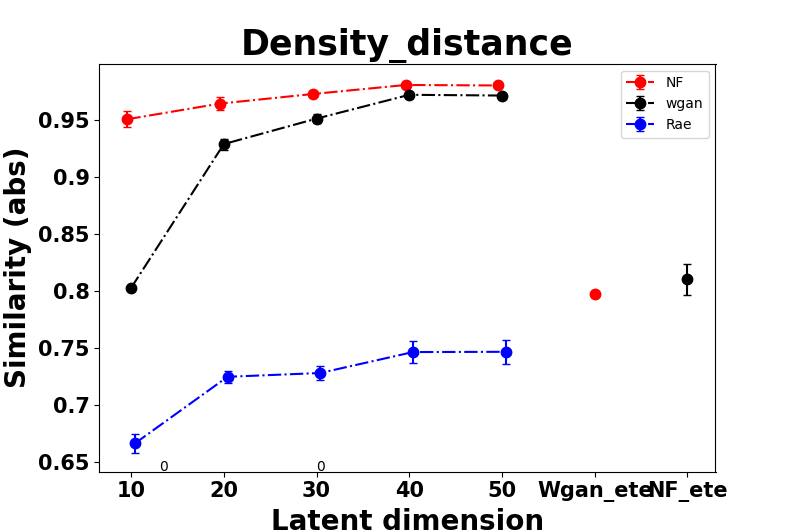 Density_distance
NF
wgan
Rae
Similarity (abs)
0.95
0.9
0.85
0.8
0.75
0.7
0.65
0 0
10 20 30 40 50 Wgan_ete NF_ete
Latent dimension